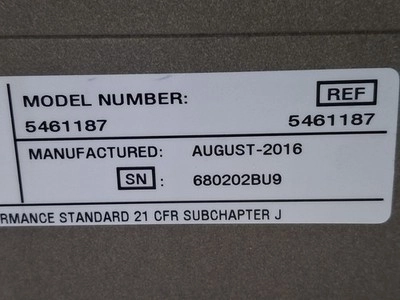 MODEL NUMBER: REF
5461187 5461187
MANUFACTURED: AUGUST-2016
SN : 680202BU9
RMANCE STANDARD 21 CFR SUBCHAPTER J